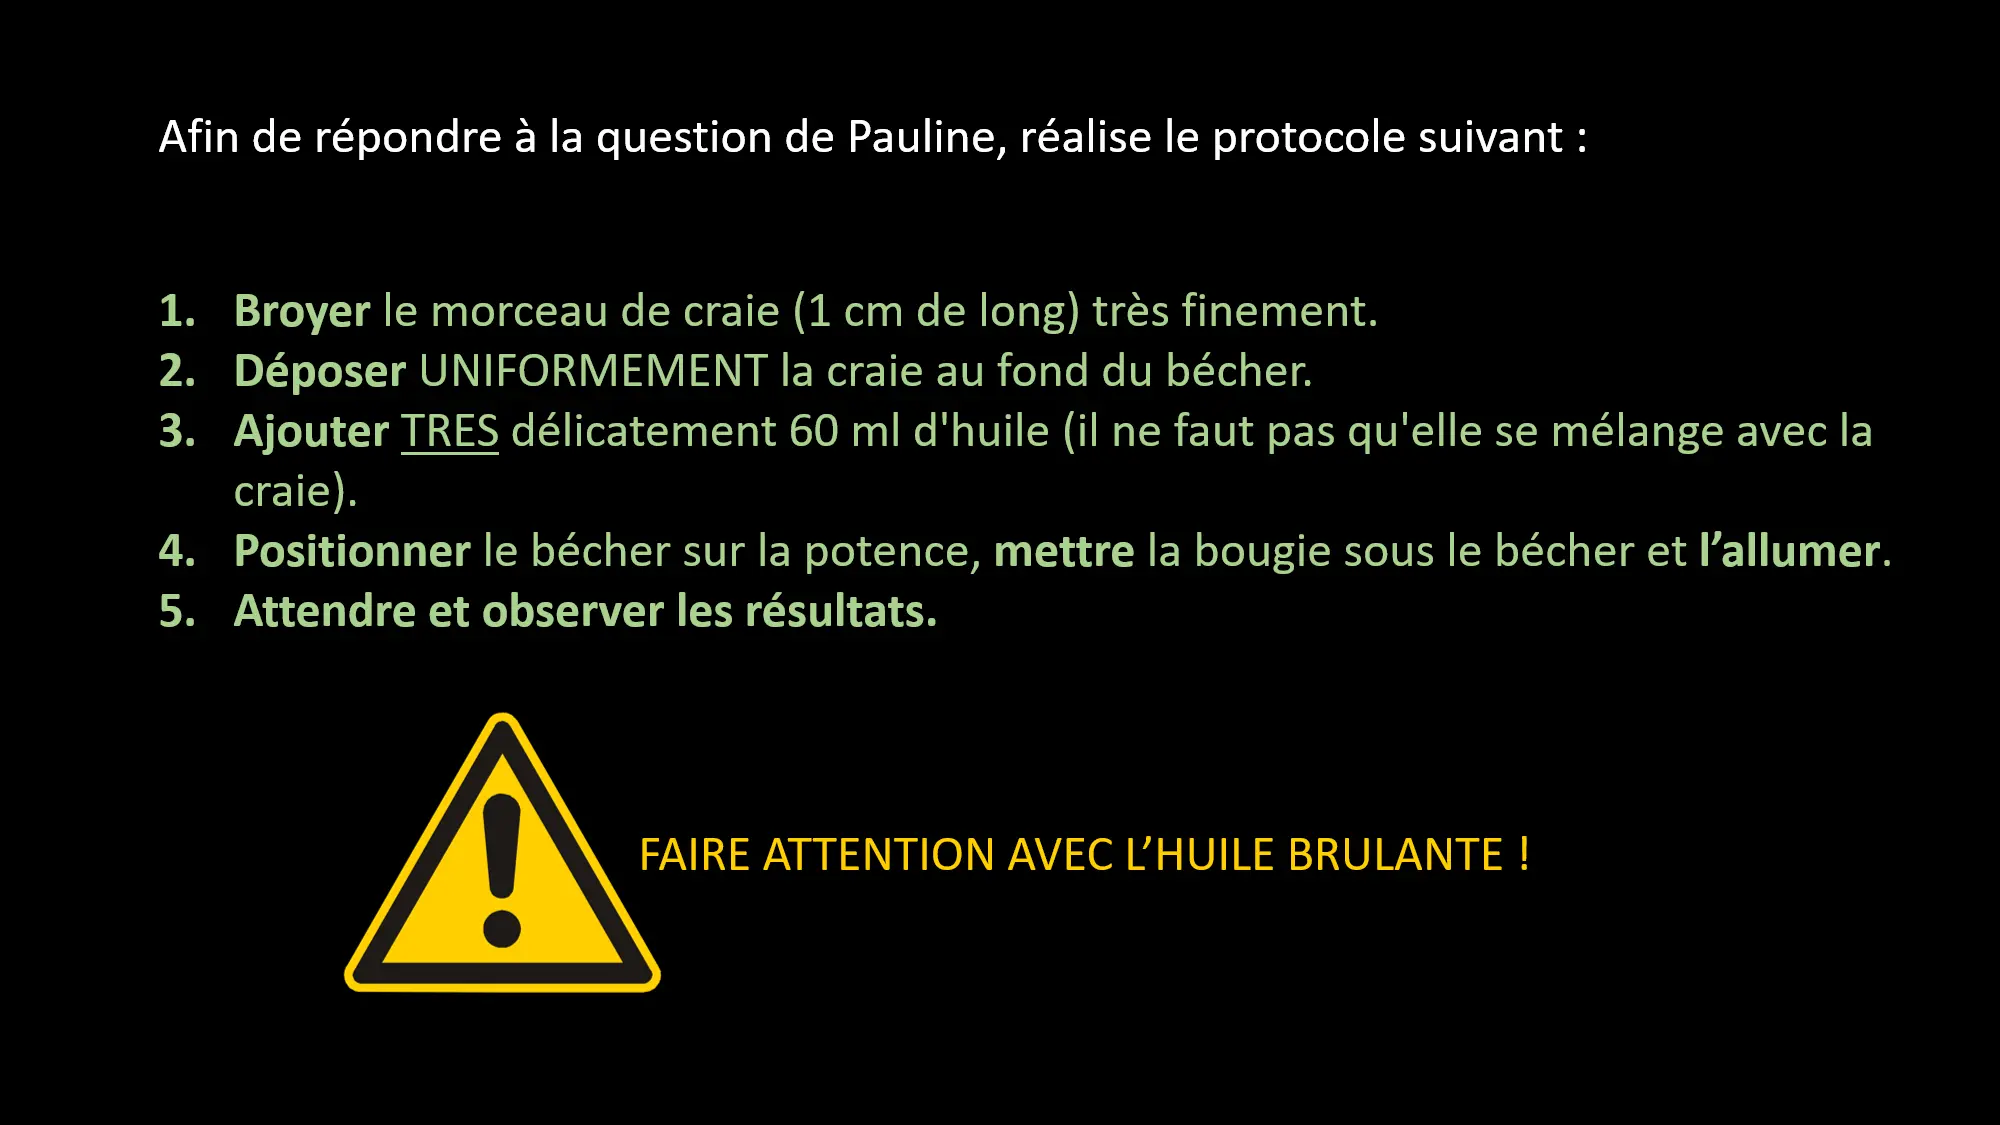 Afin de répondre à la question de Pauline, réalise le protocole suivant :
1. Broyer le morceau de craie (1 cm de long) très finement.
2. Déposer UNIFORMEMENT la craie au fond du bécher.
3. Ajouter TRES délicatement 60 ml d'huile (il ne faut pas qu'elle se mélange avec la
craie).
4. Positionner le bécher sur la potence, mettre la bougie sous le bécher et l’allumer.
5. Attendre et observer les résultats.
FAIRE ATTENTION AVEC L’HUILE BRULANTE !